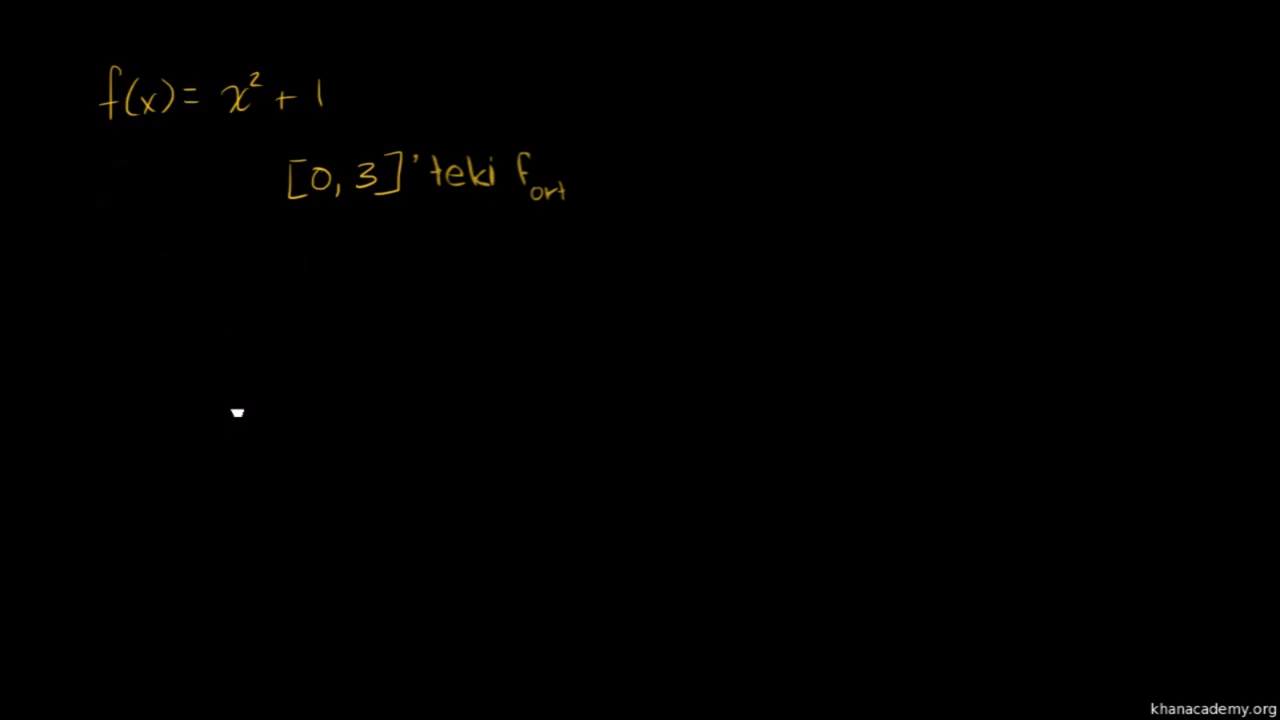 f(x) = x² + 1
[0, 3]'teki f_ort
khanacademy.org